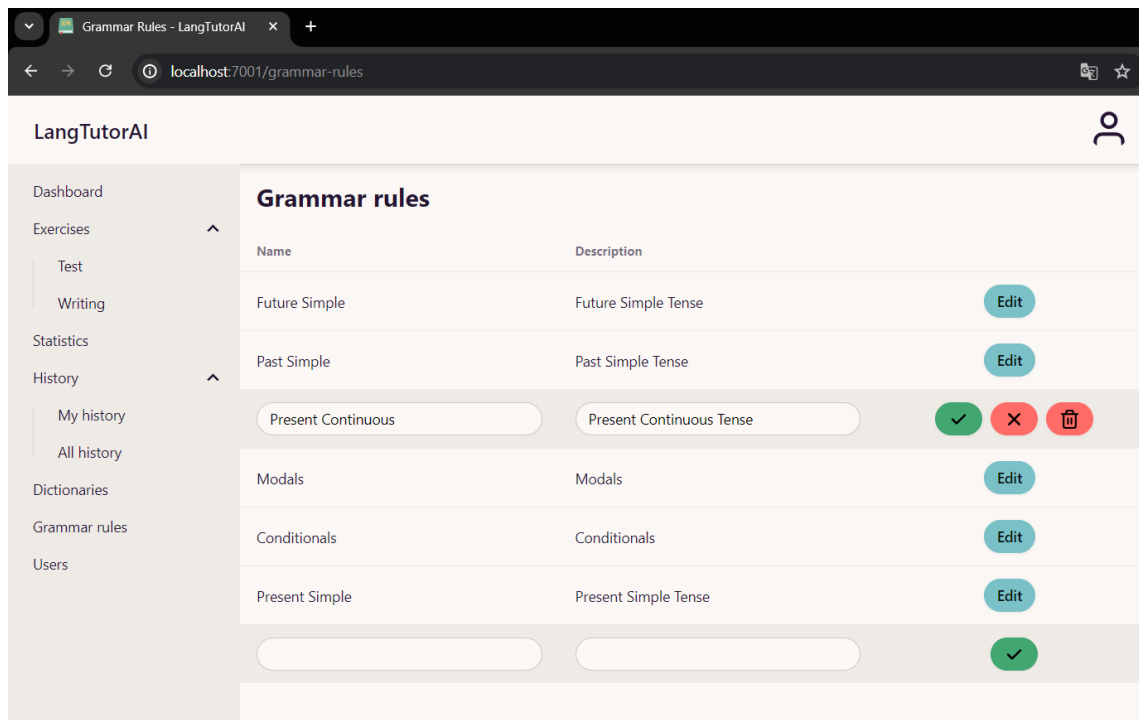 Grammar Rules - LangTutorAI
localhost:7001/grammar-rules
LangTutorAI
Dashboard
Exercises
Test
Writing
Statistics
History
My history
All history
Dictionaries
Grammar rules
Users
Grammar rules
Name Description
Future Simple Future Simple Tense Edit
Past Simple Past Simple Tense Edit
Present Continuous Present Continuous Tense
Modals Modals Edit
Conditionals Conditionals Edit
Present Simple Present Simple Tense Edit